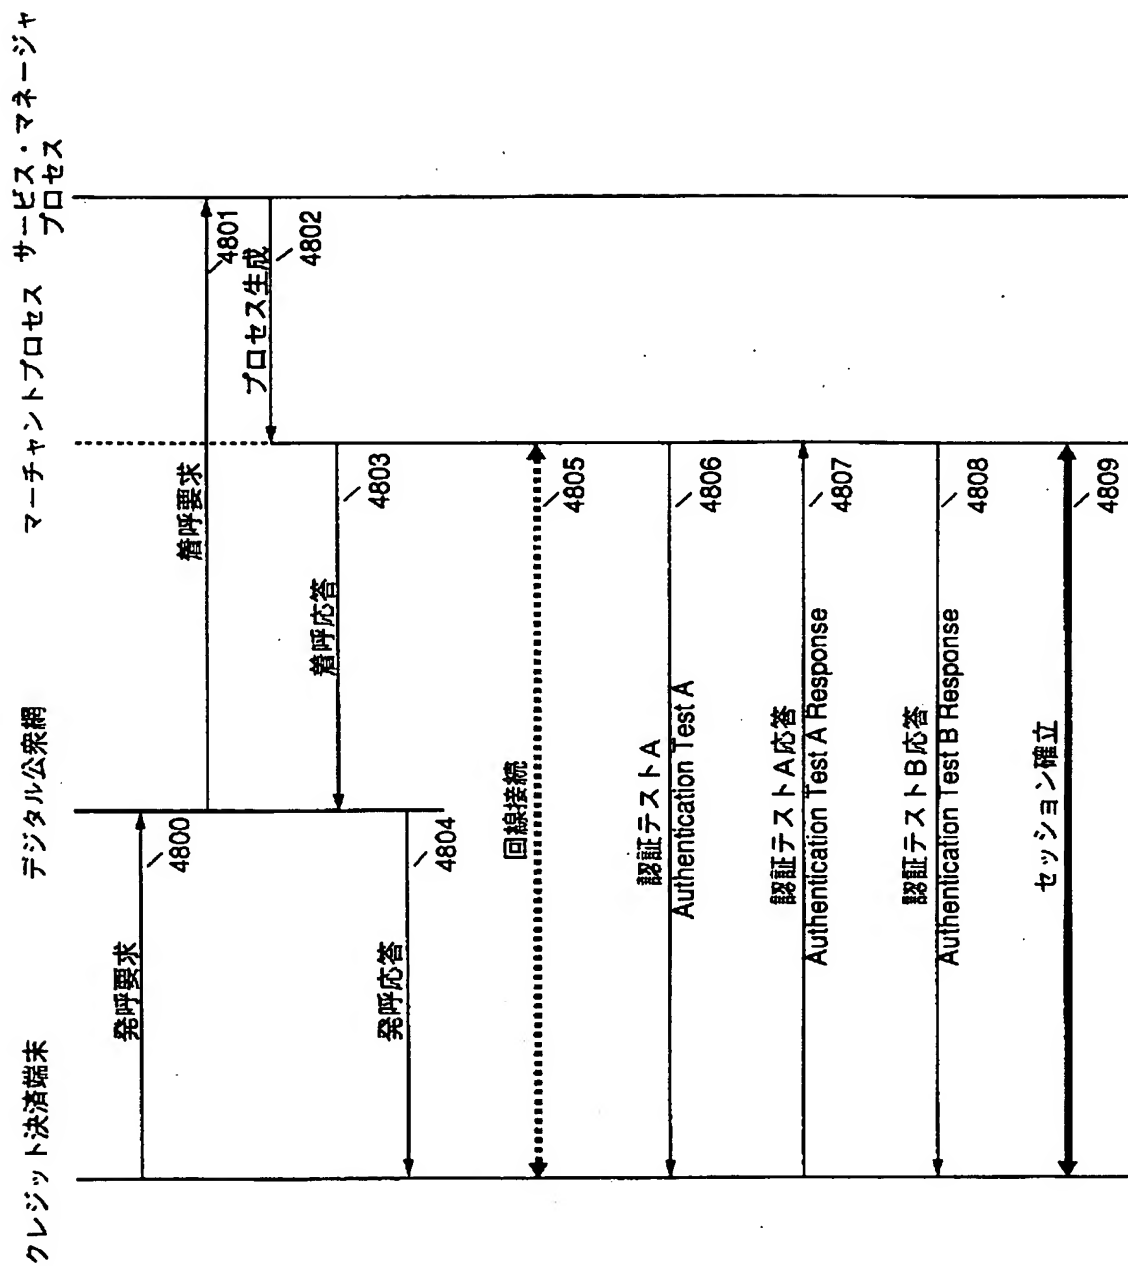 クレジット決済端末
デジタル公衆網
マーチャントプロセス
サービス・マネージャ
プロセス
発呼要求
4800
着呼要求
4801
プロセス生成
4802
着呼応答
4803
発呼応答
4804
回線接続
4805
認証テストA
Authentication Test A
4806
認証テストA応答
Authentication Test A Response
4807
認証テストB応答
Authentication Test B Response
4808
セッション確立
4809